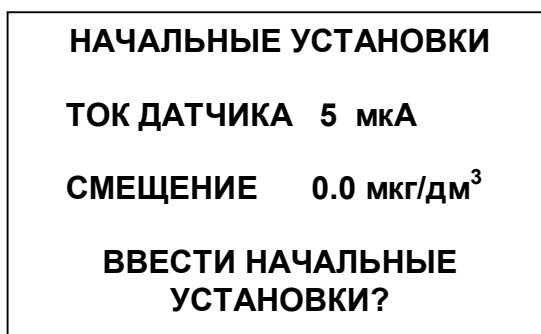 НАЧАЛЬНЫЕ УСТАНОВКИ
ТОК ДАТЧИКА 5 мкА
СМЕЩЕНИЕ 0.0 мкг/дм³
ВВЕСТИ НАЧАЛЬНЫЕ
УСТАНОВКИ?